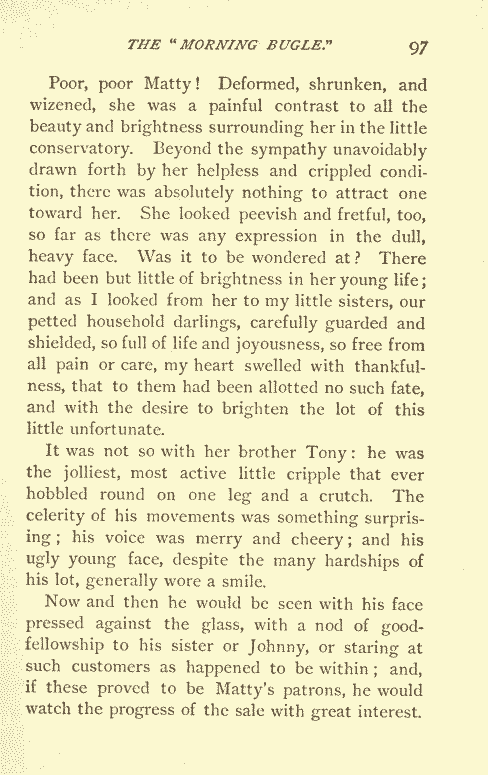 THE "MORNING BUGLE." 97
Poor, poor Matty! Deformed, shrunken, and
wizened, she was a painful contrast to all the
beauty and brightness surrounding her in the little
conservatory. Beyond the sympathy unavoidably
drawn forth by her helpless and crippled condi-
tion, there was absolutely nothing to attract one
toward her. She looked peevish and fretful, too,
so far as there was any expression in the dull,
heavy face. Was it to be wondered at? There
had been but little of brightness in her young life;
and as I looked from her to my little sisters, our
petted household darlings, carefully guarded and
shielded, so full of life and joyousness, so free from
all pain or care, my heart swelled with thankful-
ness, that to them had been allotted no such fate,
and with the desire to brighten the lot of this
little unfortunate.
It was not so with her brother Tony: he was
the jolliest, most active little cripple that ever
hobbled round on one leg and a crutch. The
celerity of his movements was something surpris-
ing; his voice was merry and cheery; and his
ugly young face, despite the many hardships of
his lot, generally wore a smile.
Now and then he would be seen with his face
pressed against the glass, with a nod of good-
fellowship to his sister or Johnny, or staring at
such customers as happened to be within; and,
if these proved to be Matty's patrons, he would
watch the progress of the sale with great interest.